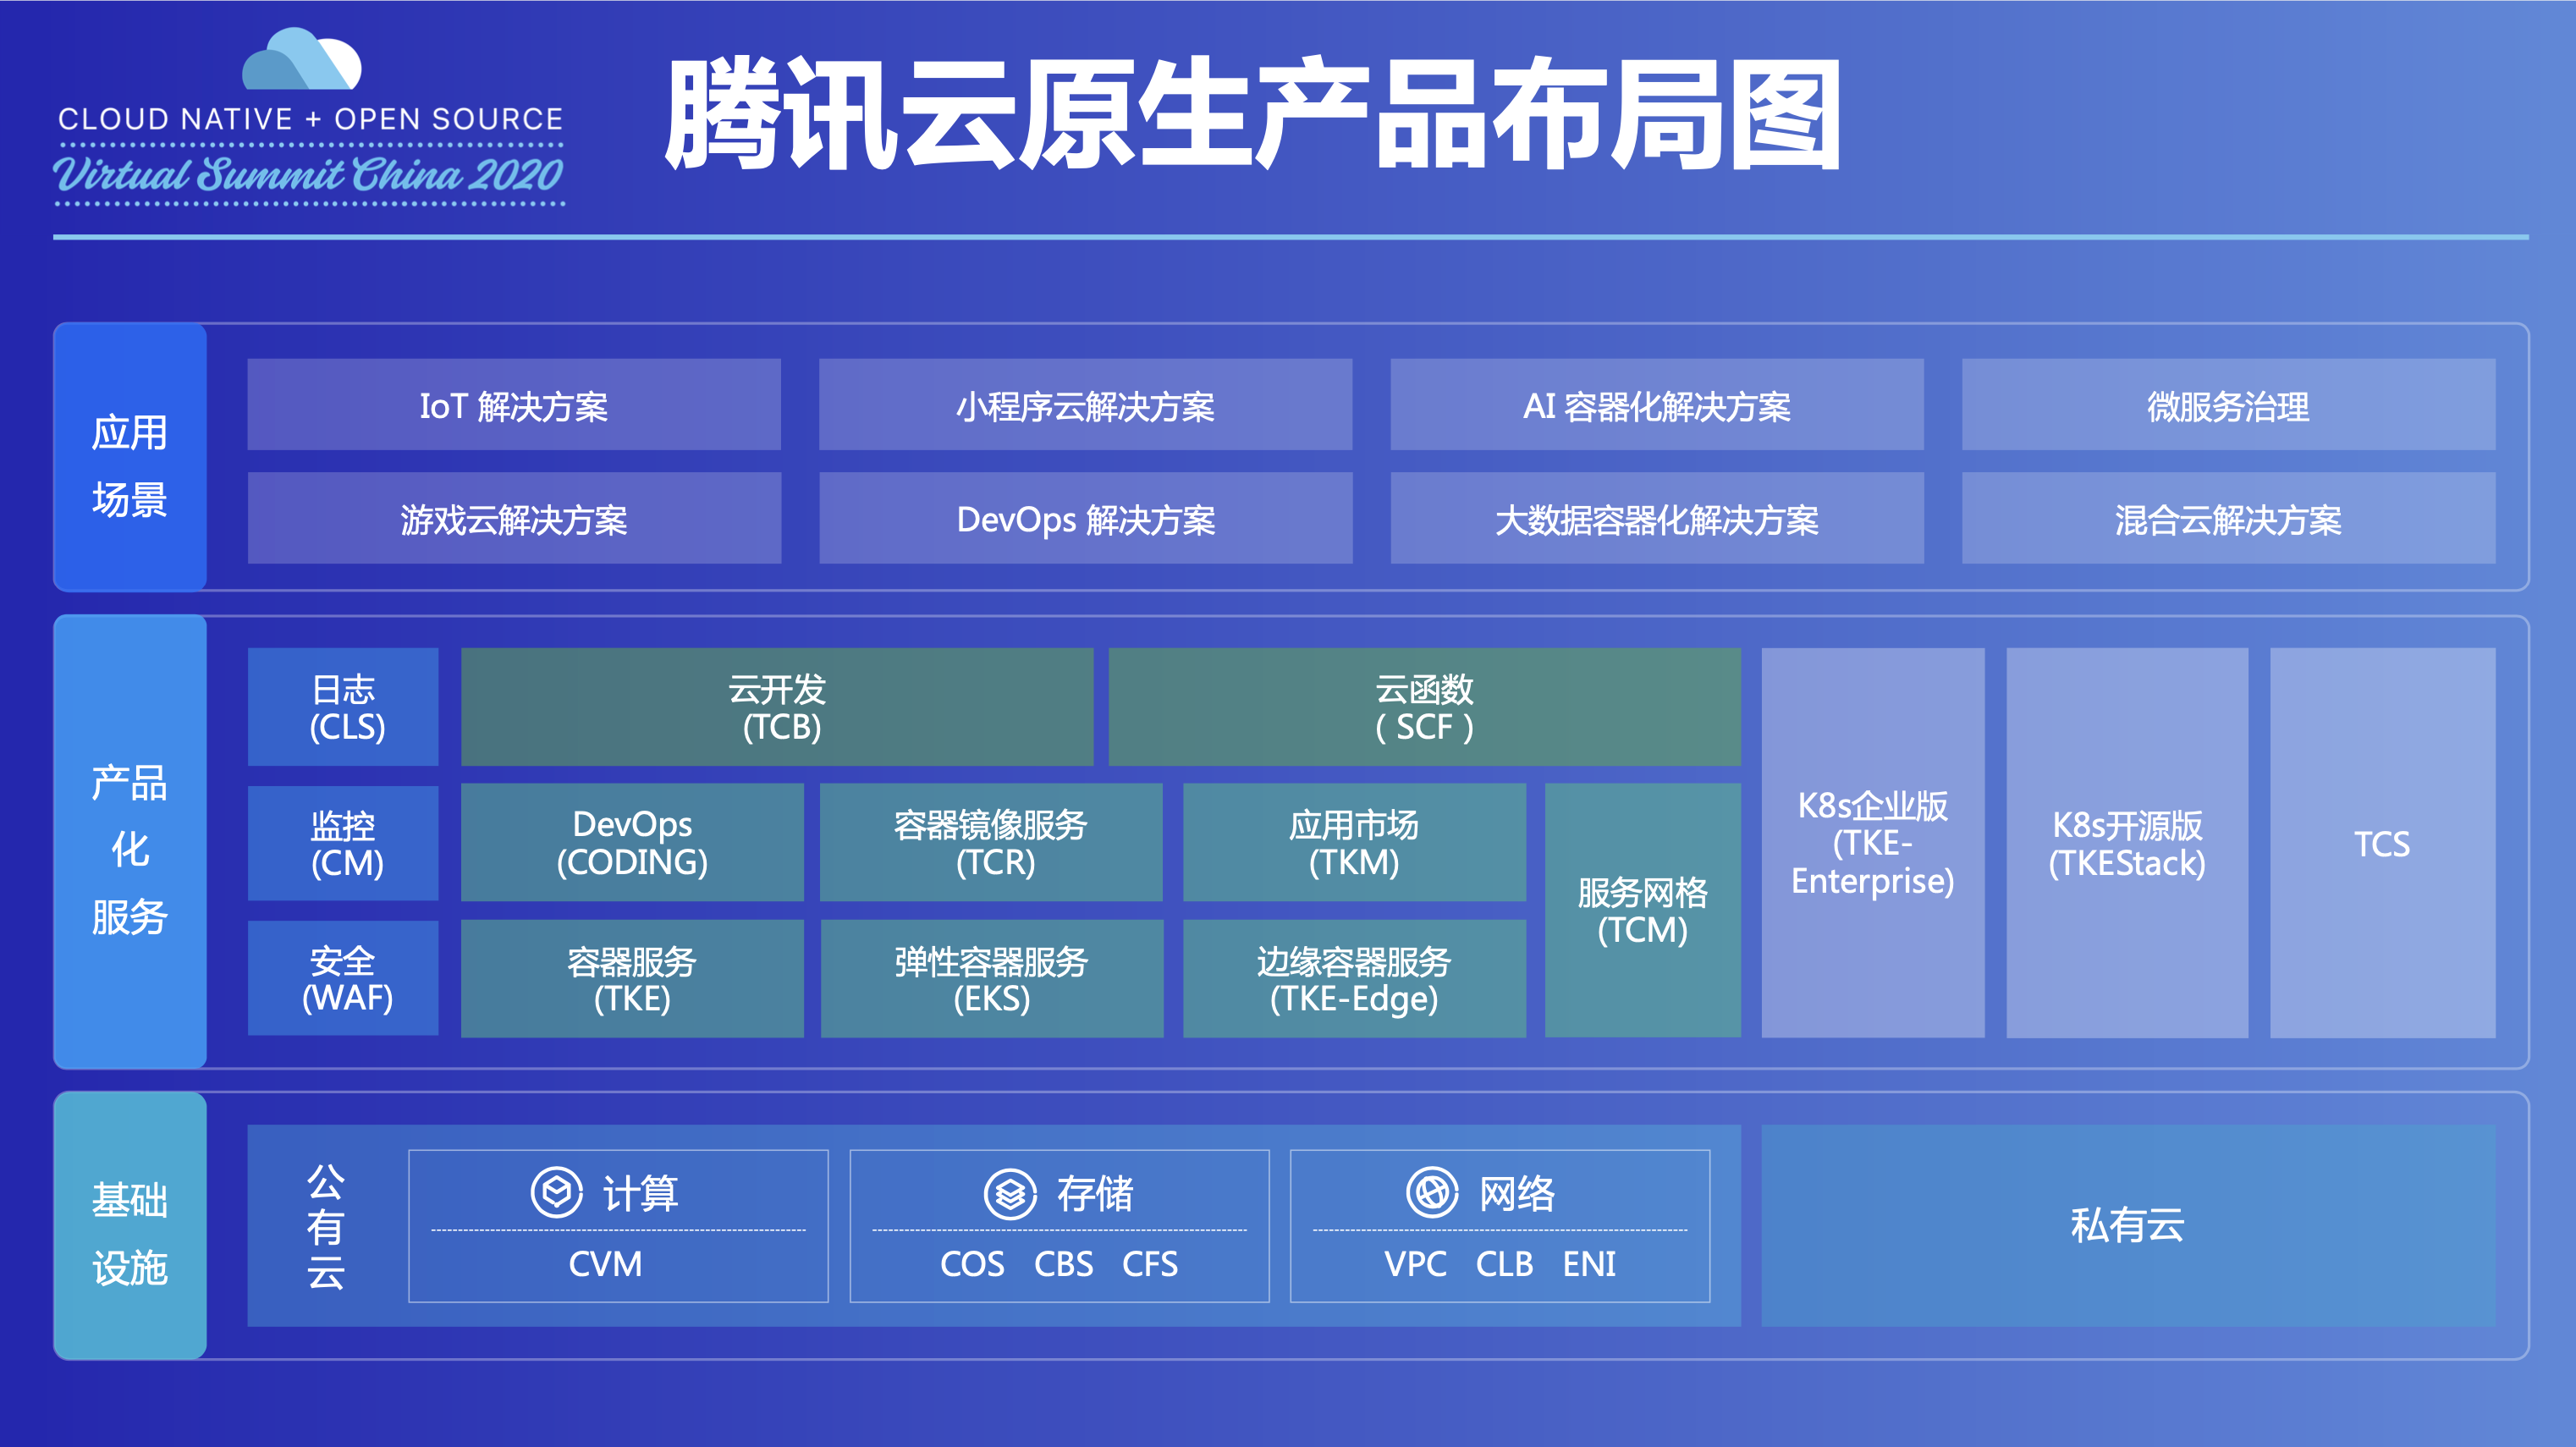 CLOUD NATIVE + OPEN SOURCE
Virtual Summit China 2020
腾讯云原生产品布局图
应用
场景
IoT 解决方案
小程序云解决方案
AI 容器化解决方案
微服务治理
游戏云解决方案
DevOps 解决方案
大数据容器化解决方案
混合云解决方案
产品
化
服务
日志
(CLS)
云开发
(TCB)
云函数
( SCF )
监控
(CM)
DevOps
(CODING)
容器镜像服务
(TCR)
应用市场
(TKM)
安全
(WAF)
容器服务
(TKE)
弹性容器服务
(EKS)
边缘容器服务
(TKE-Edge)
服务网格
(TCM)
K8s企业版
(TKE-
Enterprise)
K8s开源版
(TKEStack)
TCS
基础
设施
公
有
云
计算
CVM
存储
COS CBS CFS
网络
VPC CLB ENI
私有云